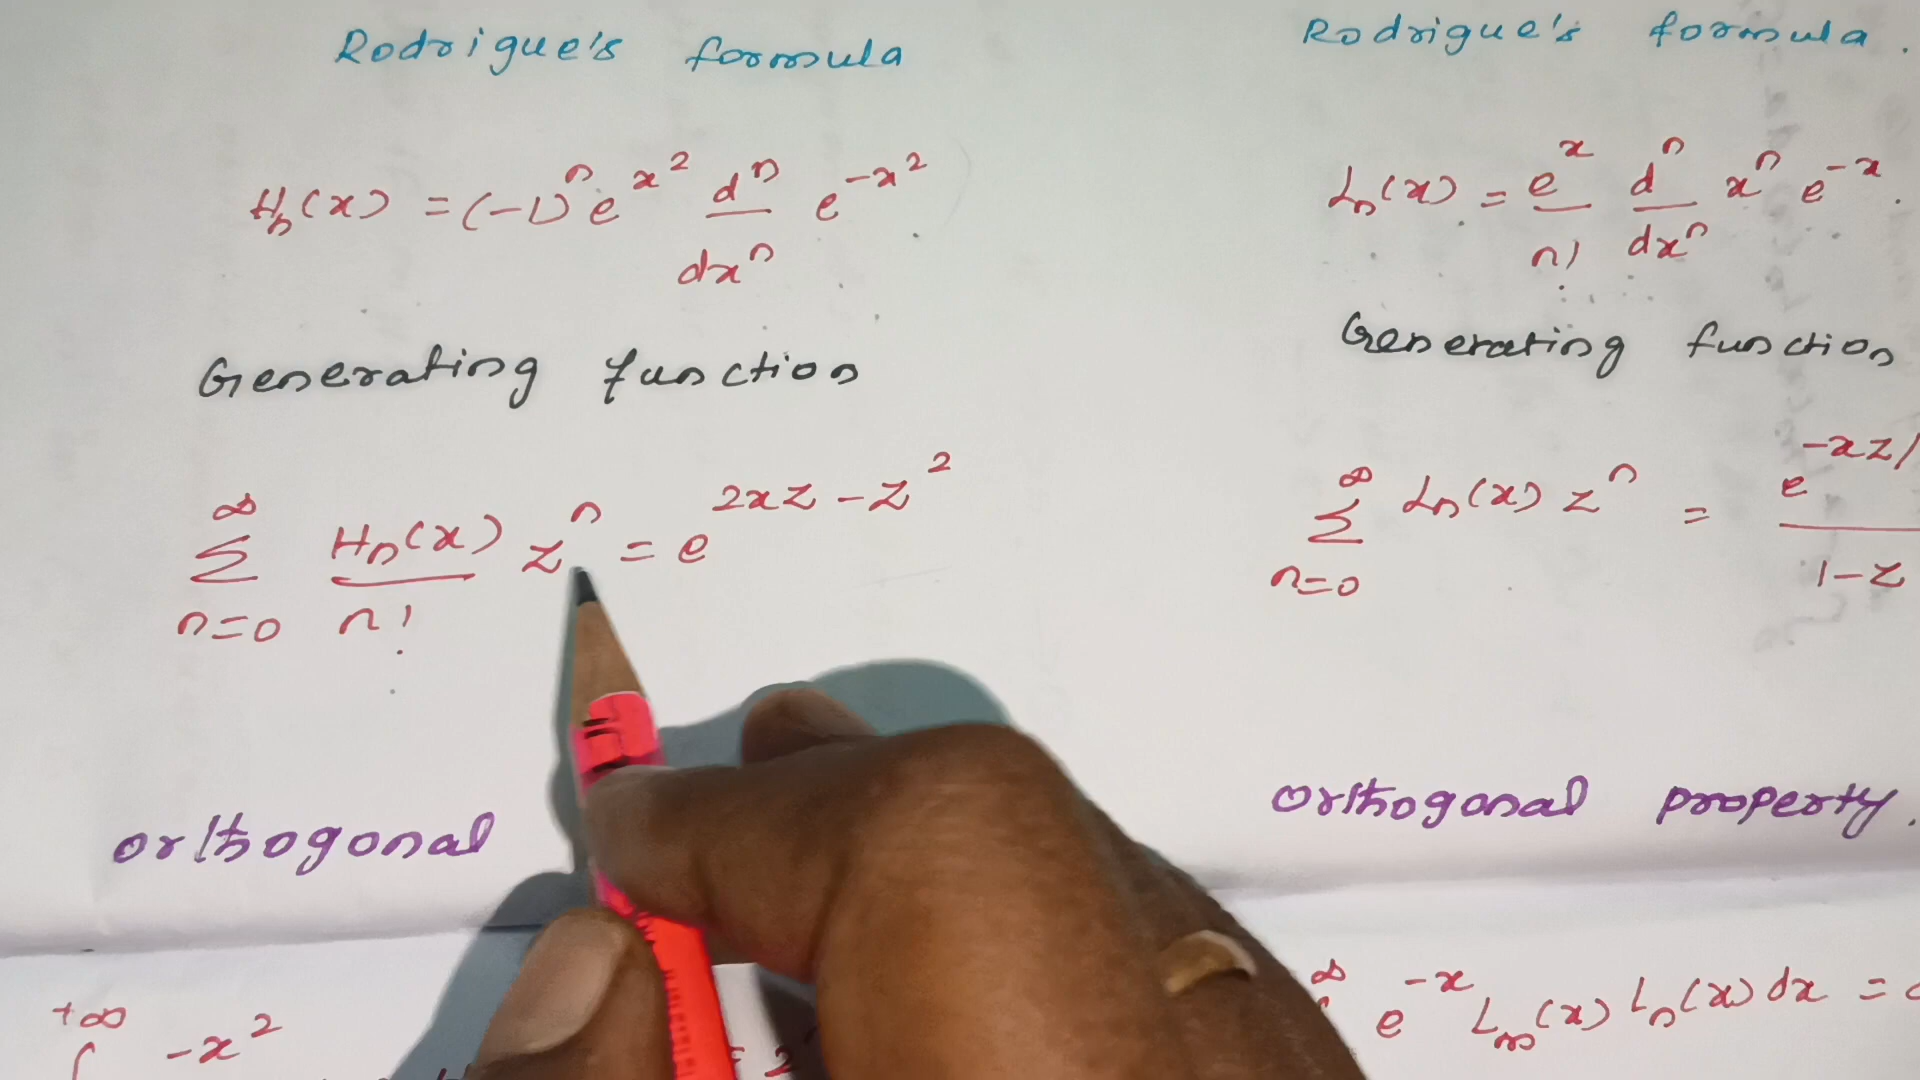 Rodrigue's formula
Hn(x) = (-1)^n e^{x^2} d^n/dx^n e^{-x^2}
Generating function
∞
Σ Hn(x)/n! z^n = e^{2xz - z^2}
n=0
orthogonal
+∞
∫ -x^2
Rodrigue's formula.
Ln(x) = e^x/n! d^n/dx^n x^n e^{-x}.
Generating function
∞
Σ Ln(x) z^n = e^{-xz/ / 1-z
n=0
orthogonal property.
∞
e^{-x} Lm(x) Ln(x) dx =